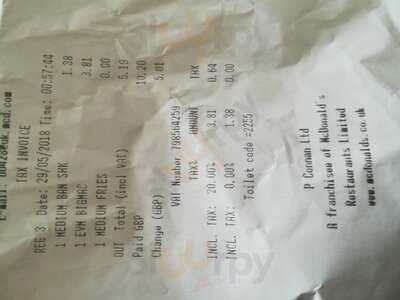 TAX INVOICE
REG 3 Date: 29/05/2018 Time: 00:57:44
1 MEDIUM BAN SHK 1.38
1 EVM BIGMAC 3.81
1 MEDIUM FRIES 0.00
OUT Total (incl VAT) 5.19
Paid GBP 10.20
Change (GBP) 5.01
VAT Number 798564259
TAX% AMOUNT TAX
INCL. TAX: 20.00% 3.81 0.64
INCL. TAX: 0.00% 1.38 0.00
Toilet code =2255
P Connan Ltd
A franchisee of McDonald's
Restaurants Limited
www.mcdonalds.co.uk